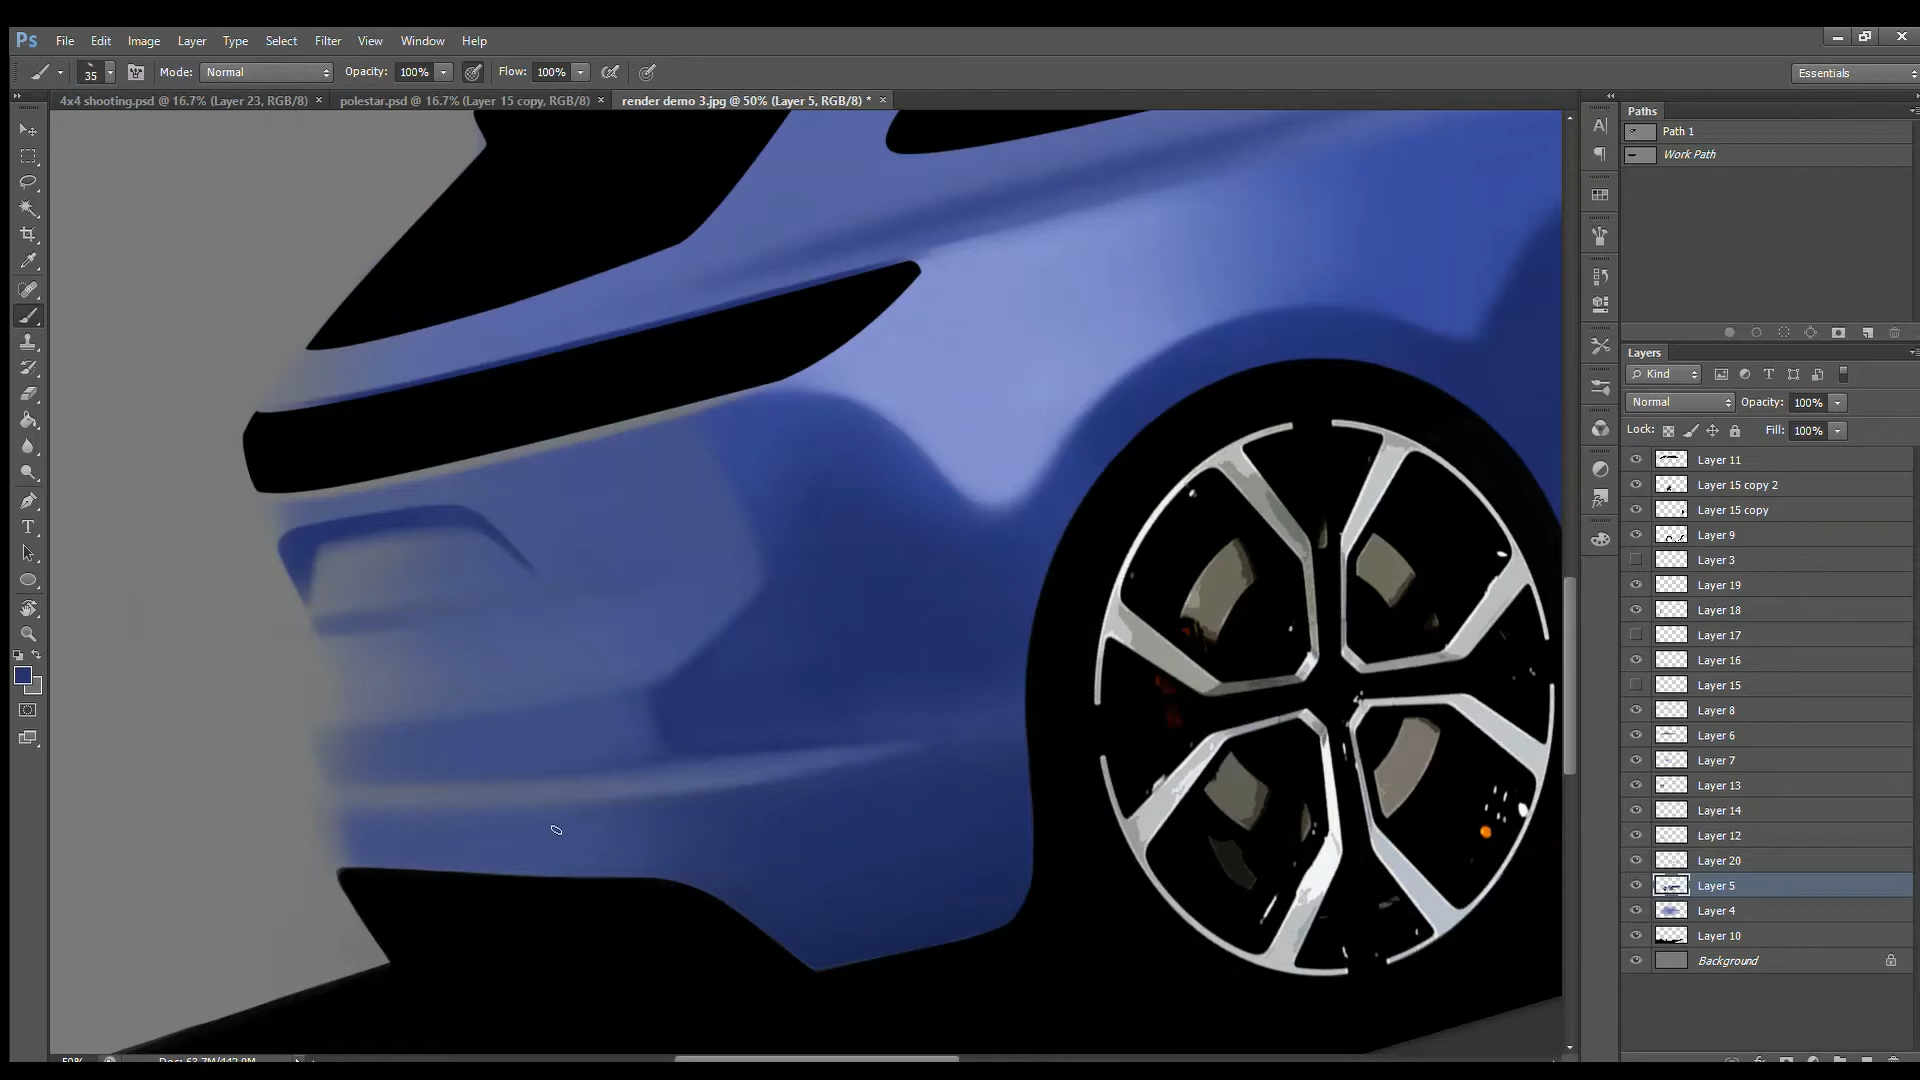 Ps File Edit Image Layer Type Select Filter View Window Help
35 Mode: Normal Opacity: 100% Flow: 100% Essentials
4x4 shooting.psd @ 16.7% (Layer 23, RGB/8) × polestar.psd @ 16.7% (Layer 15 copy, RGB/8) × render demo 3.jpg @ 50% (Layer 5, RGB/8) * ×
Paths
Path 1
Work Path
Layers
Kind
Normal Opacity: 100%
Lock: Fill: 100%
Layer 11
Layer 15 copy 2
Layer 15 copy
Layer 9
Layer 3
Layer 19
Layer 18
Layer 17
Layer 16
Layer 15
Layer 8
Layer 6
Layer 7
Layer 13
Layer 14
Layer 12
Layer 20
Layer 5
Layer 4
Layer 10
Background